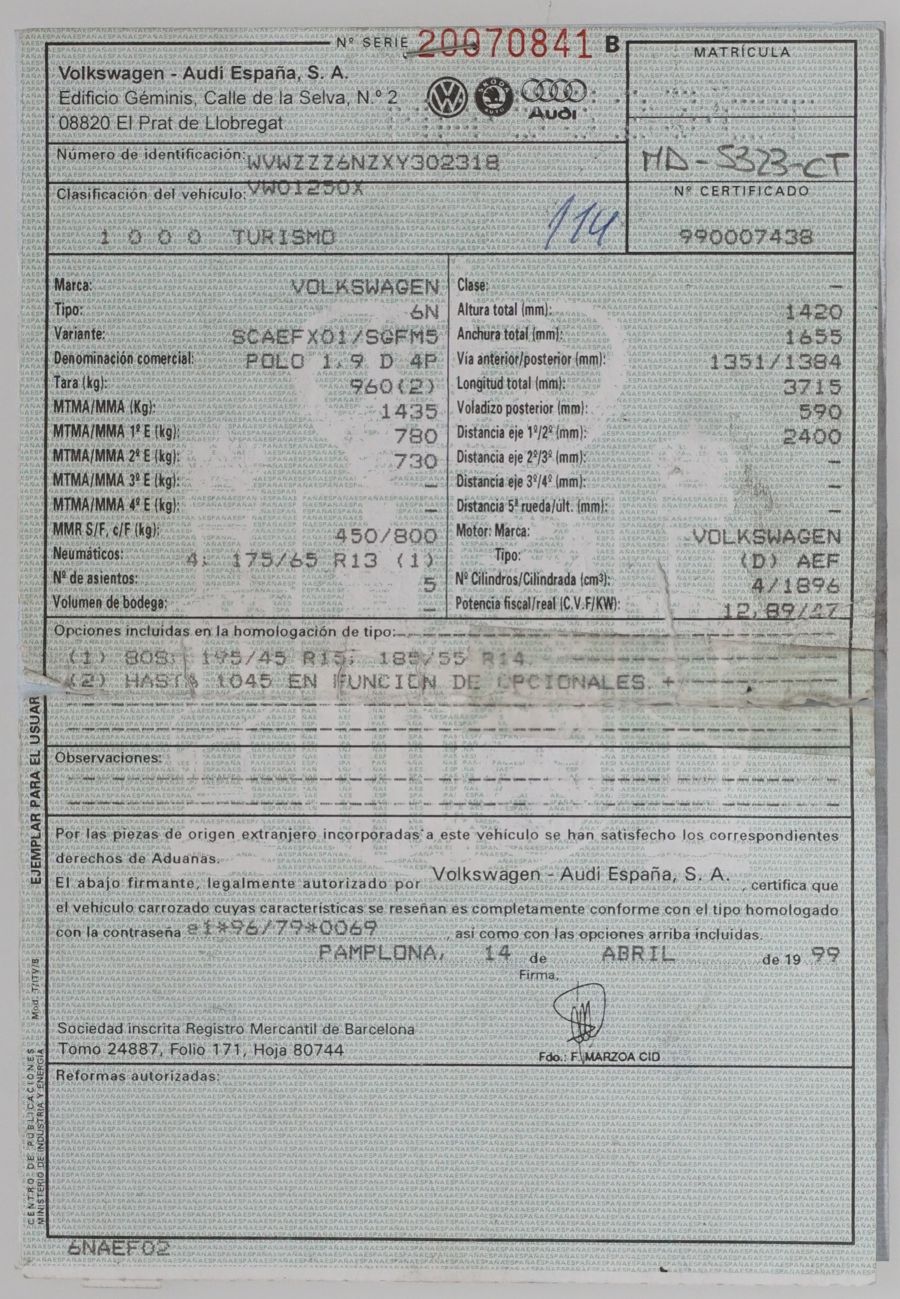 Nº SERIE 20970841 B
MATRÍCULA
Volkswagen - Audi España, S. A.
Edificio Géminis, Calle de la Selva, N.º 2
08820 El Prat de Llobregat
Audi
Número de identificación: WVWZZZ6NZXY302318
MD-5323-CT
Clasificación del vehículo: VW01250X
Nº CERTIFICADO
1 0 0 0 TURISMO
114
990007438
Marca: VOLKSWAGEN
Tipo: 6N
Variante: SCAEFX01/SGFM5
Denominación comercial: POLO 1.9 D 4P
Tara (kg): 960(2)
MTMA/MMA (Kg): 1435
MTMA/MMA 1º E (kg): 780
MTMA/MMA 2º E (kg): 730
MTMA/MMA 3º E (kg): —
MTMA/MMA 4º E (kg): —
MMR S/F, c/F (kg): 450/800
Neumáticos: 4; 175/65 R13 (1)
Nº de asientos: 5
Volumen de bodega: —
Clase: —
Altura total (mm): 1420
Anchura total (mm): 1655
Vía anterior/posterior (mm): 1351/1384
Longitud total (mm): 3715
Voladizo posterior (mm): 590
Distancia eje 1º/2º (mm): 2400
Distancia eje 2º/3º (mm): —
Distancia eje 3º/4º (mm): —
Distancia 5ª rueda/últ. (mm): —
Motor: Marca: VOLKSWAGEN
Tipo: (D) AEF
Nº Cilindros/Cilindrada (cm³): 4/1896
Potencia fiscal/real (C.V.F/KW): 12,89/47
Opciones incluidas en la homologación de tipo:
(1) 80S; 195/45 R15; 185/55 R14.
(2) HASTA 1045 EN FUNCION DE OPCIONALES. +
Observaciones:
Por las piezas de origen extranjero incorporadas a este vehículo se han satisfecho los correspondientes
derechos de Aduanas.
El abajo firmante, legalmente autorizado por Volkswagen - Audi España, S. A. , certifica que
el vehículo carrozado cuyas características se reseñan es completamente conforme con el tipo homologado
con la contraseña e1*96/79*0069 , asi como con las opciones arriba incluidas.
PAMPLONA, 14 de ABRIL de 19 99
Firma,
Sociedad inscrita Registro Mercantil de Barcelona
Tomo 24887, Folio 171, Hoja 80744
Fdo.: F. MARZOA CID
Reformas autorizadas:
6NAEF02
EJEMPLAR PARA EL USUAR
Mod. T/ITV/B
CENTRO DE PUBLICACIONES
MINISTERIO DE INDUSTRIA Y ENERGÍA